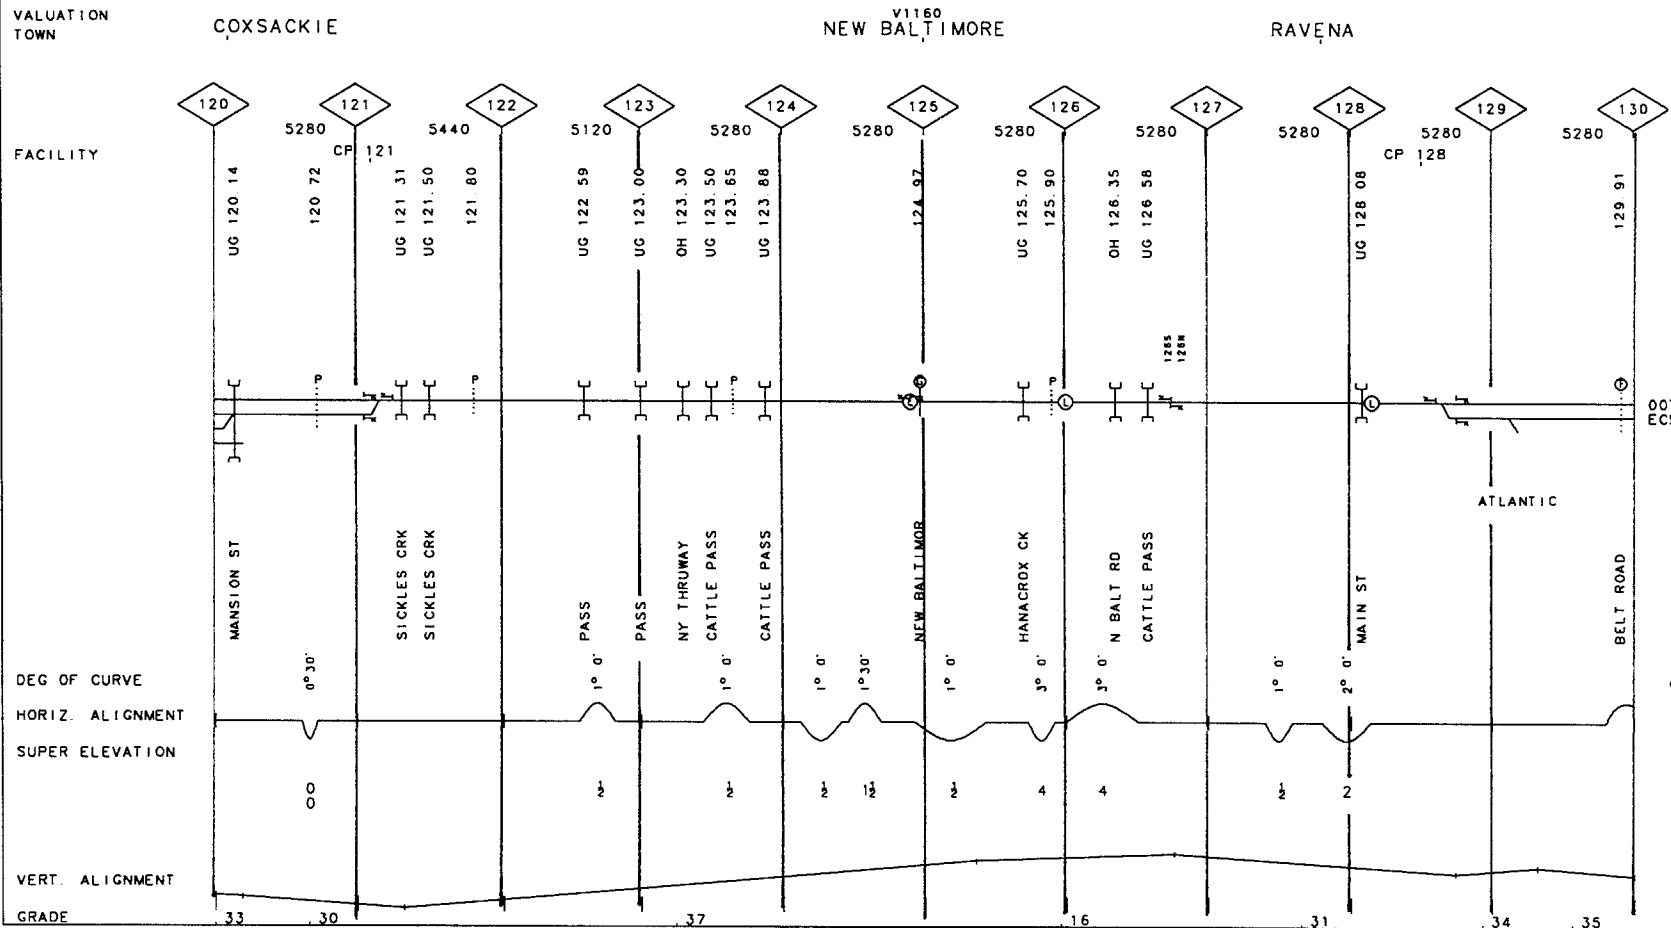 VALUATION
TOWN
COXSACKIE
V1160
NEW BALTIMORE
RAVENA
120 121 122 123 124 125 126 127 128 129 130
5280 5440 5120 5280 5280 5280 5280 5280 5280 5280
FACILITY
CP 121
CP 128
UG 120.14
120.72
UG 121 31
UG 121.50
121.80
UG 122 59
UG 123.00
OH 123.30
UG 123.50
123.65
UG 123.88
124.97
UG 125.70
125.90
OH 126.35
UG 126 58
UG 128 08
129 91
126S
126N
P P P P P
L L
ATLANTIC
MANSION ST
SICKLES CRK
SICKLES CRK
PASS
PASS
NY THRUWAY
CATTLE PASS
CATTLE PASS
NEW BALTIMOR
HANACROX CK
N BALT RD
CATTLE PASS
MAIN ST
BELT ROAD
DEG OF CURVE
0°30' 1° 0' 1° 0' 1° 0' 1°30' 1° 0' 3° 0' 3° 0' 1° 0' 2° 0'
HORIZ. ALIGNMENT
SUPER ELEVATION
0 ½ ½ ½ 1½ ½ 4 4 ½ 2
0
VERT. ALIGNMENT
GRADE
.33 .30 .37 .16 .31 .34 .35